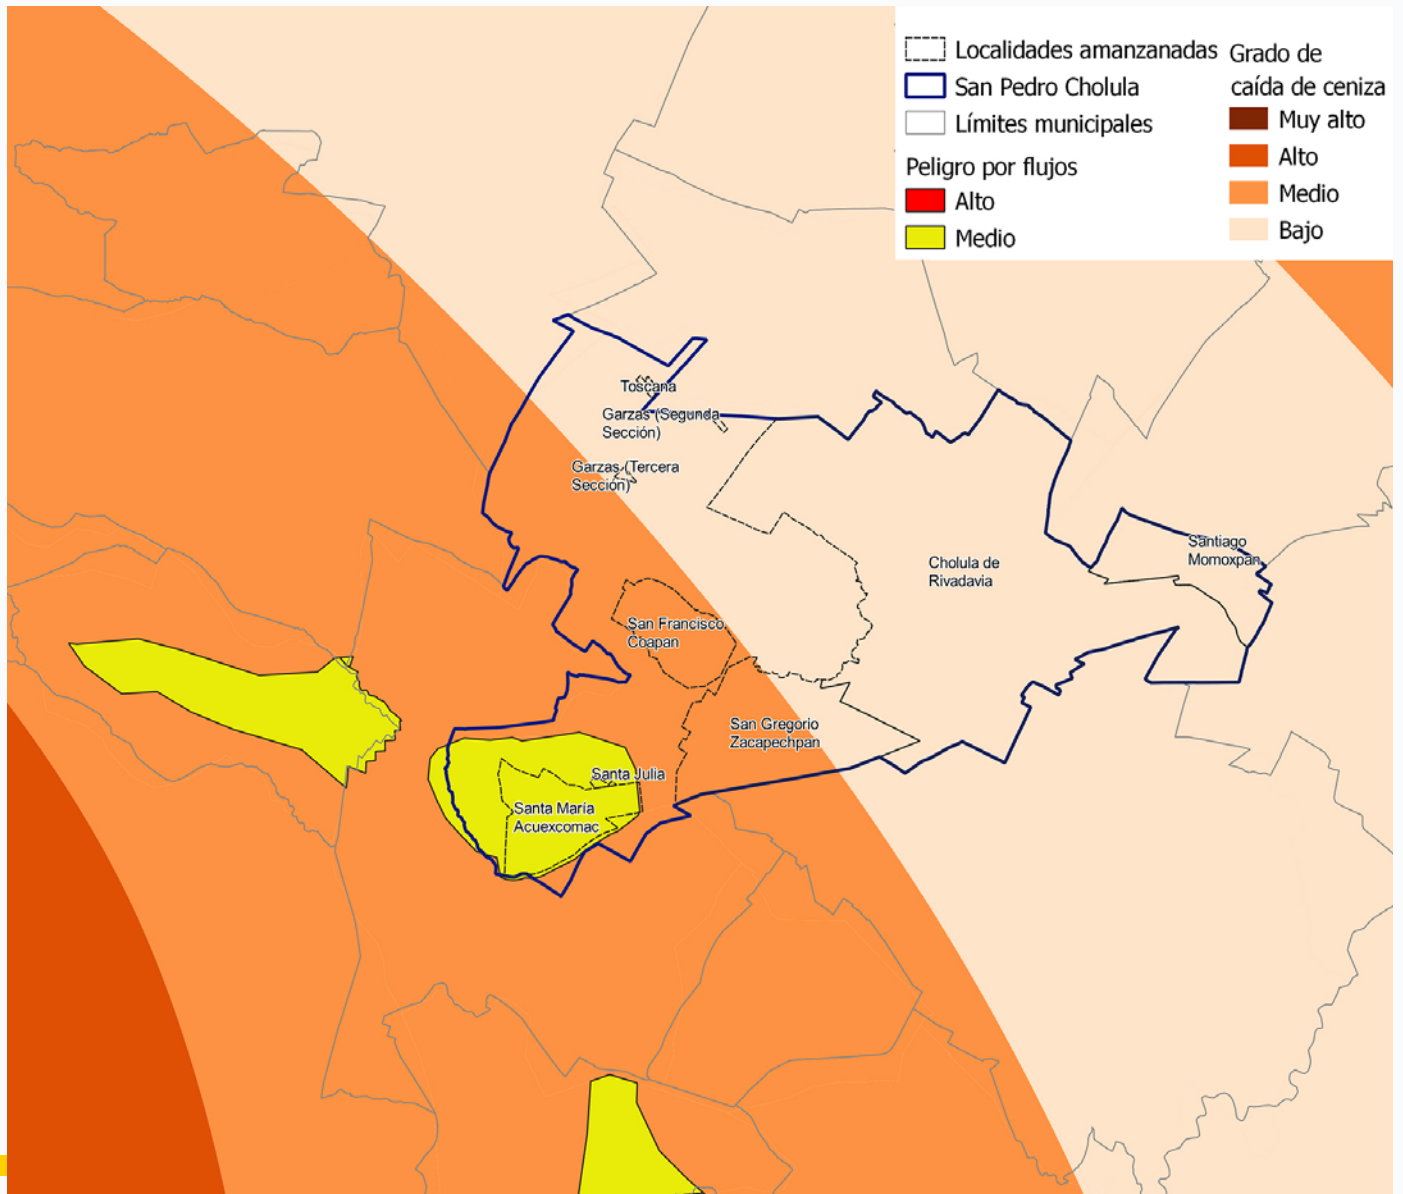 Localidades amanzanadas
San Pedro Cholula
Límites municipales
Peligro por flujos
Alto
Medio
Grado de
caída de ceniza
Muy alto
Alto
Medio
Bajo
Toscana
Garzas (Segunda
Sección)
Garzas (Tercera
Sección)
Cholula de
Rivadavia
Santiago
Momoxpan
San Francisco
Coapan
San Gregorio
Zacapechpan
Santa Julia
Santa María
Acuexcomac